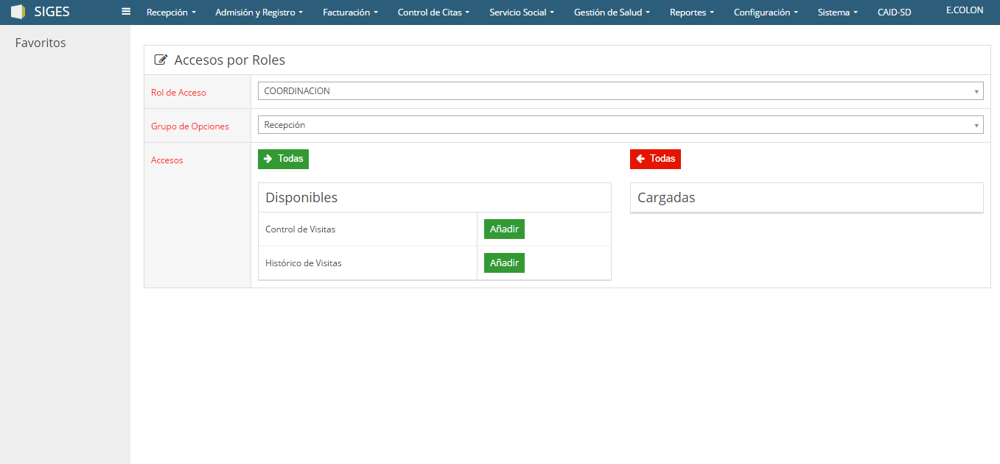 SIGES Recepción Admisión y Registro Facturación Control de Citas Servicio Social Gestión de Salud Reportes Configuración Sistema CAID-SD E.COLON
Favoritos
Accesos por Roles
Rol de Acceso COORDINACION
Grupo de Opciones Recepción
Accesos Todas Todas
Disponibles Cargadas
Control de Visitas Añadir
Histórico de Visitas Añadir